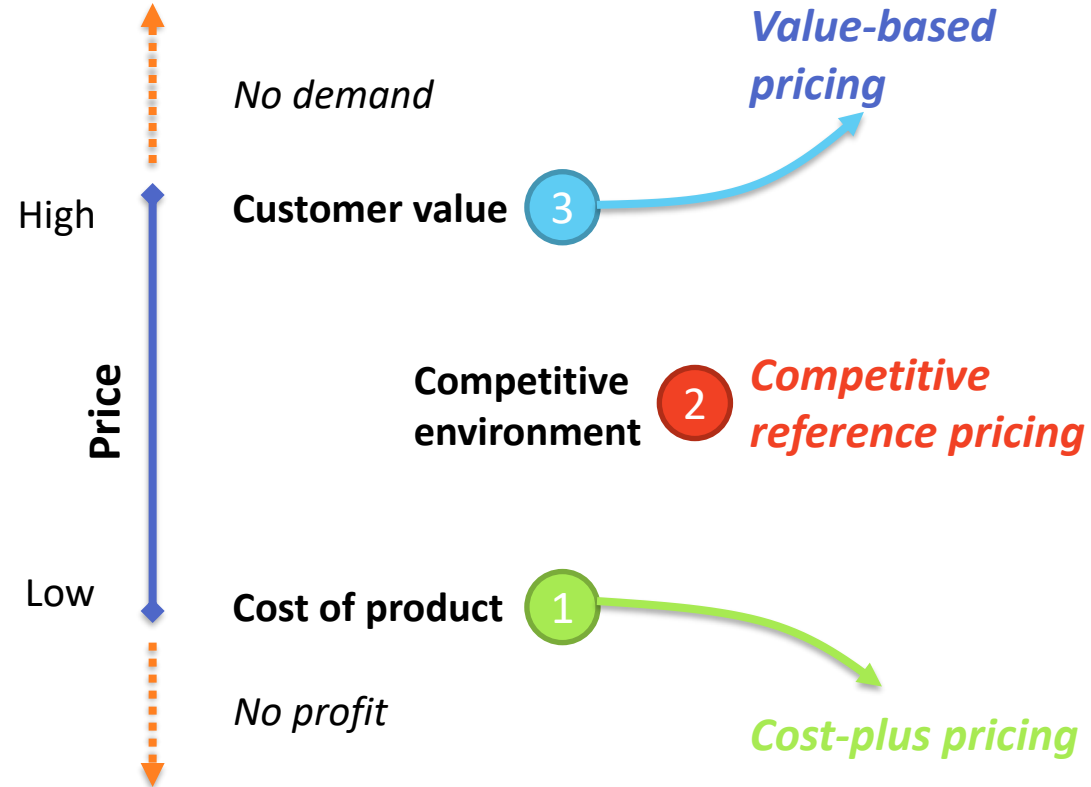 Value-based
pricing
No demand
High
Customer value
3
Price
Competitive
environment
2
Competitive
reference pricing
Low
Cost of product
1
No profit
Cost-plus pricing